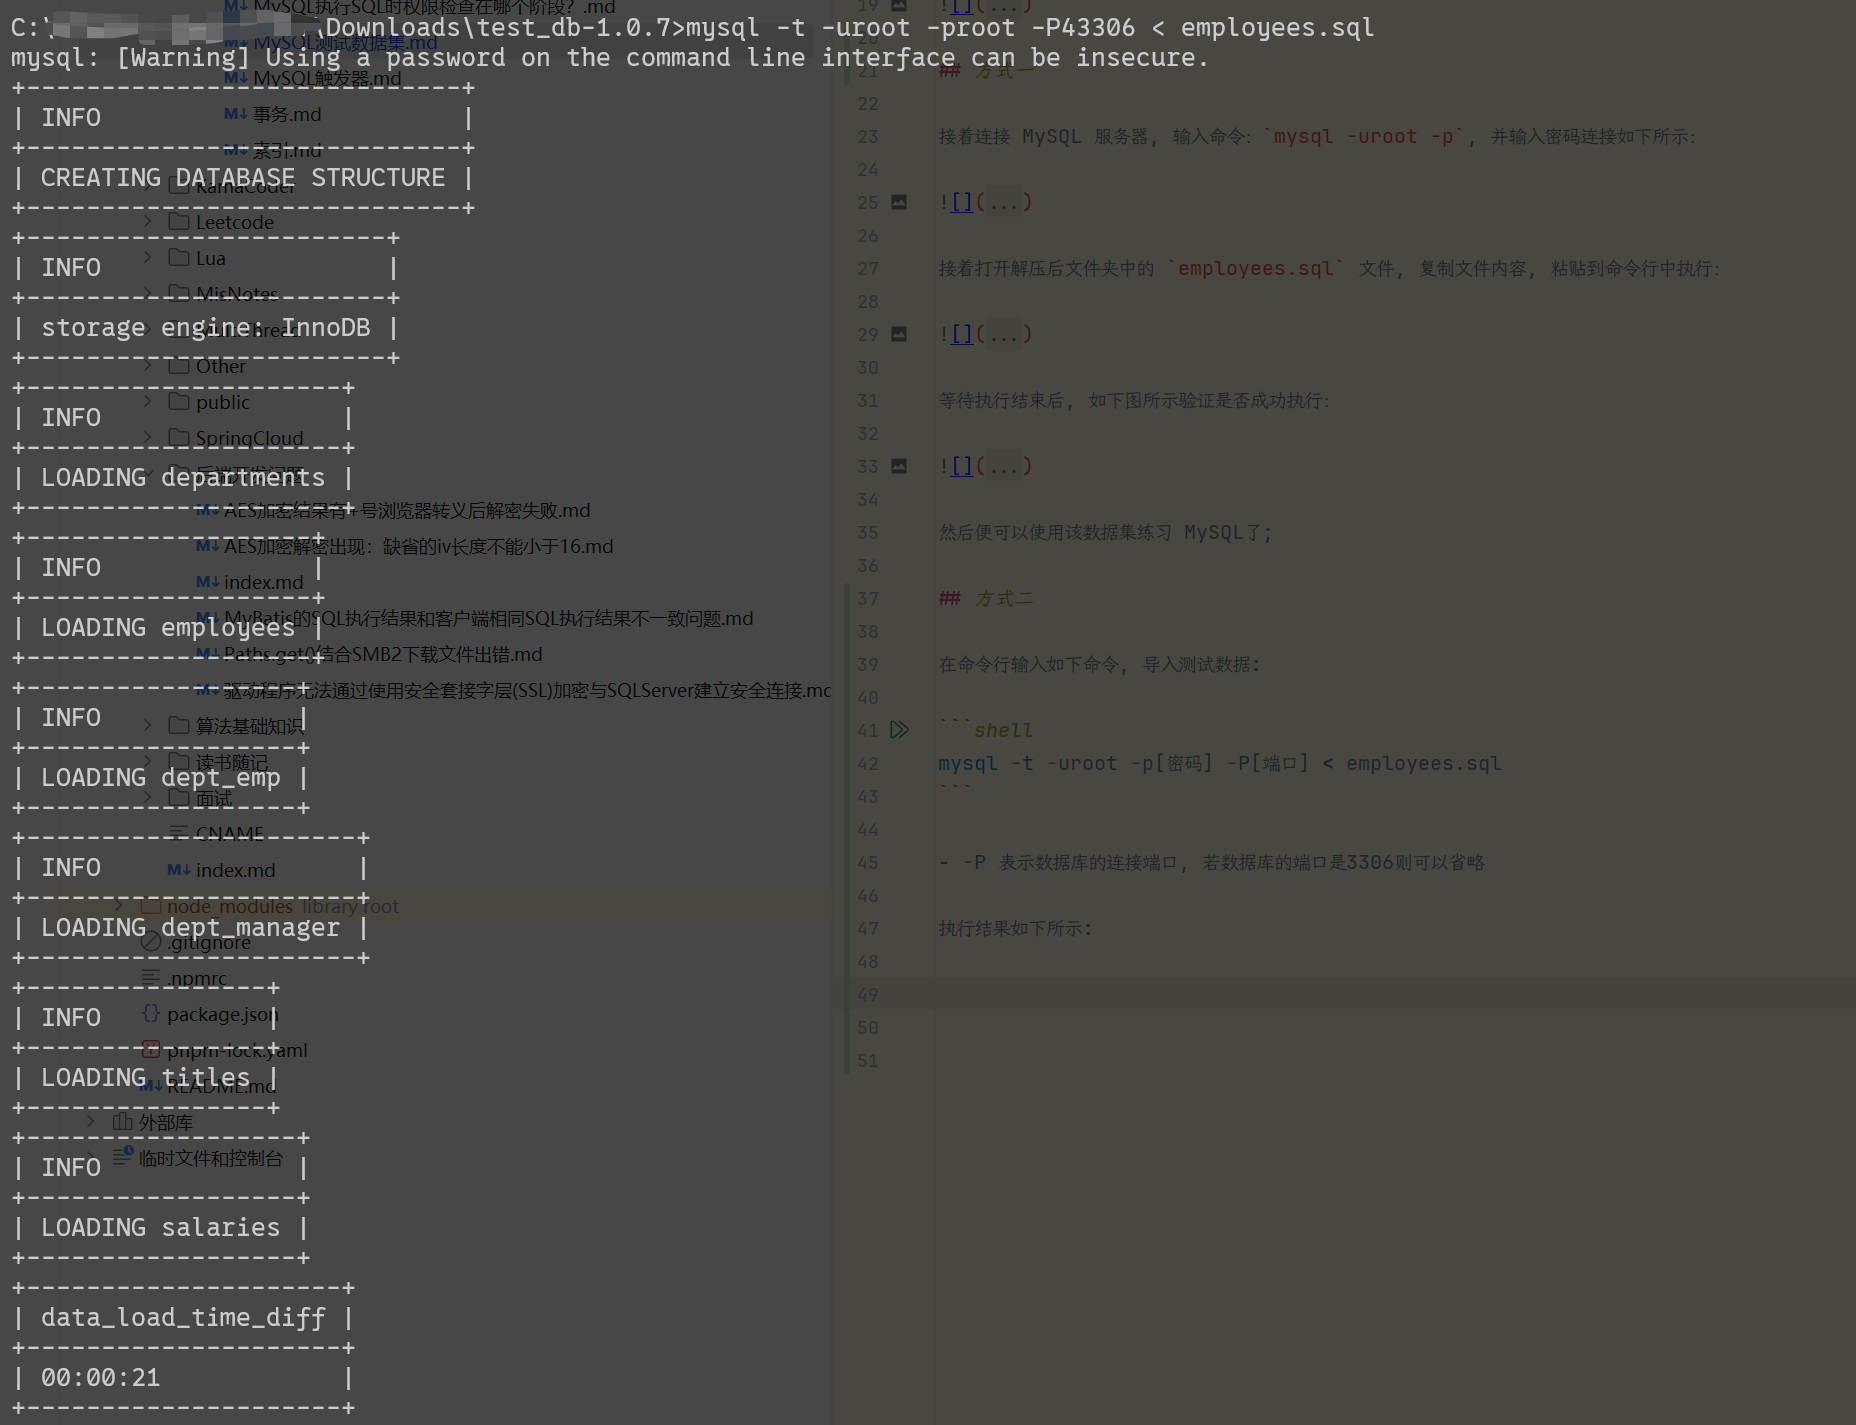 C:\ \Downloads\test_db-1.0.7>mysql -t -uroot -proot -P43306 < employees.sql
mysql: [Warning] Using a password on the command line interface can be insecure.
+-----------------------------+
| INFO                        |
+-----------------------------+
| CREATING DATABASE STRUCTURE |
+-----------------------------+
+------------------------+
| INFO                   |
+------------------------+
| storage engine: InnoDB |
+------------------------+
+---------------------+
| INFO                |
+---------------------+
| LOADING departments |
+---------------------+
+-------------------+
| INFO              |
+-------------------+
| LOADING employees |
+-------------------+
+------------------+
| INFO             |
+------------------+
| LOADING dept_emp |
+------------------+
+----------------------+
| INFO                 |
+----------------------+
| LOADING dept_manager |
+----------------------+
+----------------+
| INFO           |
+----------------+
| LOADING titles |
+----------------+
+------------------+
| INFO             |
+------------------+
| LOADING salaries |
+------------------+
+---------------------+
| data_load_time_diff |
+---------------------+
| 00:00:21            |
+---------------------+
MySQL执行SQL时权限检查在哪个阶段? .md
MySQL测试数据集.md
MySQL触发器.md
事务.md
索引.md
KamaCoder
Leetcode
Lua
MisNotes
Other
public
SpringCloud
后端开发问题
AES加密结果有+号浏览器转义后解密失败.md
AES加密解密出现：缺省的iv长度不能小于16.md
index.md
MyBatis的SQL执行结果和客户端相同SQL执行结果不一致问题.md
Paths.get()结合SMB2下载文件出错.md
驱动程序无法通过使用安全套接字层(SSL)加密与SQLServer建立安全连接.md
算法基础知识
读书随记
面试
CNAME
index.md
node_modules library root
.gitignore
.npmrc
package.json
pnpm-lock.yaml
README.md
外部库
临时文件和控制台
19 ![](...)
20
21 ## 方式一
22
23 接着连接 MySQL 服务器, 输入命令: `mysql -uroot -p`, 并输入密码连接如下所示:
24
25 ![](...)
26
27 接着打开解压后文件夹中的 `employees.sql` 文件, 复制文件内容, 粘贴到命令行中执行:
28
29 ![](...)
30
31 等待执行结束后, 如下图所示验证是否成功执行:
32
33 ![](...)
34
35 然后便可以使用该数据集练习 MySQL了;
36
37 ## 方式二
38
39 在命令行输入如下命令, 导入测试数据:
40
41 ```shell
42 mysql -t -uroot -p[密码] -P[端口] < employees.sql
43 ```
44
45 - -P 表示数据库的连接端口, 若数据库的端口是3306则可以省略
46
47 执行结果如下所示:
48
49
50
51